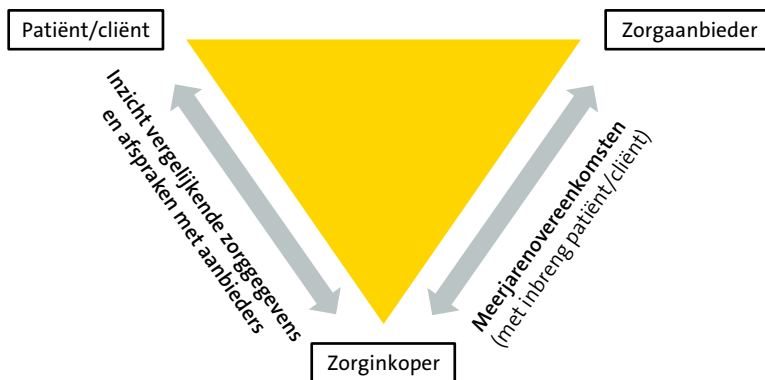 Patiënt/cliënt
Zorgaanbieder
Inzicht vergelijkende zorggegevens
en afspraken met aanbieders
Meerjarenovereenkomsten
(met inbreng patiënt/cliënt)
Zorginkoper